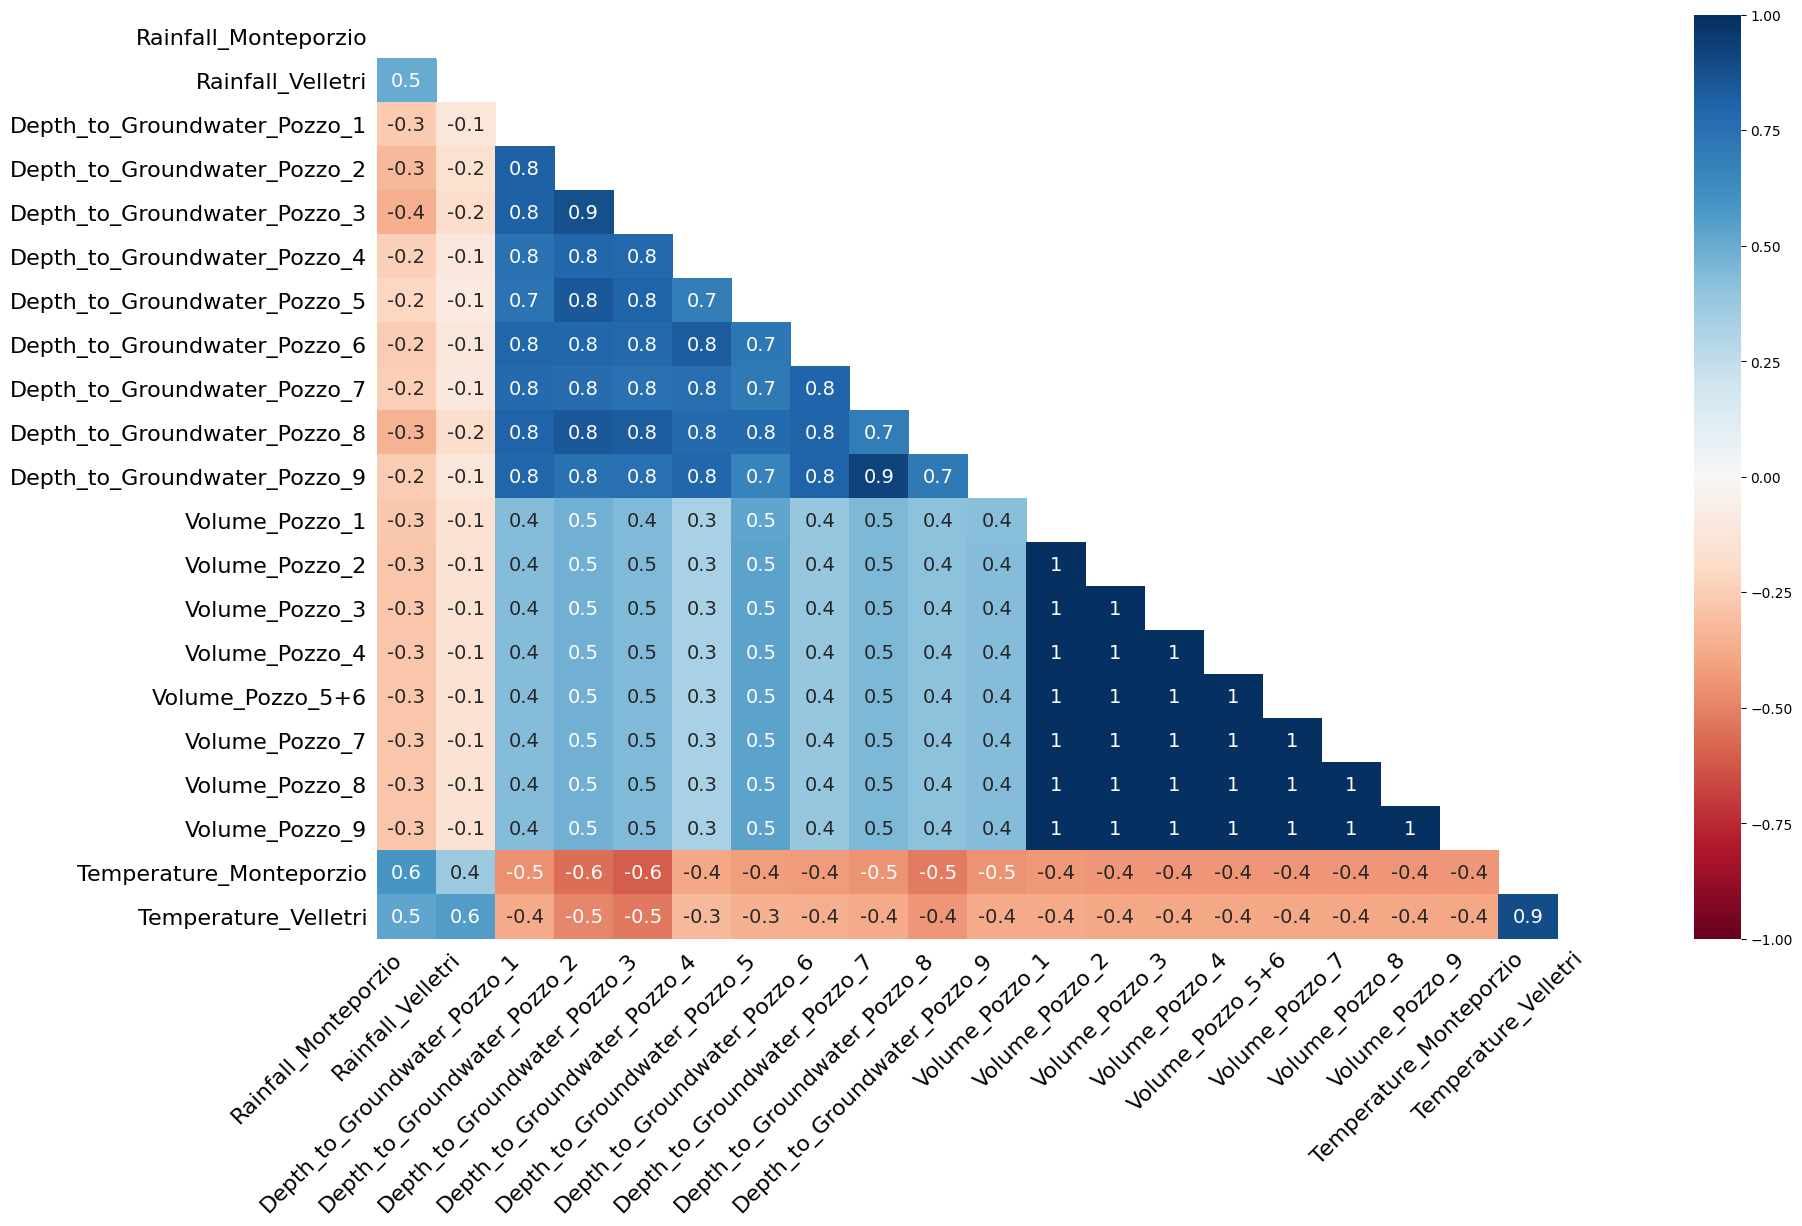 Rainfall_Monteporzio
Rainfall_Velletri 0.5
Depth_to_Groundwater_Pozzo_1 -0.3 -0.1
Depth_to_Groundwater_Pozzo_2 -0.3 -0.2 0.8
Depth_to_Groundwater_Pozzo_3 -0.4 -0.2 0.8 0.9
Depth_to_Groundwater_Pozzo_4 -0.2 -0.1 0.8 0.8 0.8
Depth_to_Groundwater_Pozzo_5 -0.2 -0.1 0.7 0.8 0.8 0.7
Depth_to_Groundwater_Pozzo_6 -0.2 -0.1 0.8 0.8 0.8 0.8 0.7
Depth_to_Groundwater_Pozzo_7 -0.2 -0.1 0.8 0.8 0.8 0.8 0.7 0.8
Depth_to_Groundwater_Pozzo_8 -0.3 -0.2 0.8 0.8 0.8 0.8 0.8 0.8 0.7
Depth_to_Groundwater_Pozzo_9 -0.2 -0.1 0.8 0.8 0.8 0.8 0.7 0.8 0.9 0.7
Volume_Pozzo_1 -0.3 -0.1 0.4 0.5 0.4 0.3 0.5 0.4 0.5 0.4 0.4
Volume_Pozzo_2 -0.3 -0.1 0.4 0.5 0.5 0.3 0.5 0.4 0.5 0.4 0.4 1
Volume_Pozzo_3 -0.3 -0.1 0.4 0.5 0.5 0.3 0.5 0.4 0.5 0.4 0.4 1 1
Volume_Pozzo_4 -0.3 -0.1 0.4 0.5 0.5 0.3 0.5 0.4 0.5 0.4 0.4 1 1 1
Volume_Pozzo_5+6 -0.3 -0.1 0.4 0.5 0.5 0.3 0.5 0.4 0.5 0.4 0.4 1 1 1 1
Volume_Pozzo_7 -0.3 -0.1 0.4 0.5 0.5 0.3 0.5 0.4 0.5 0.4 0.4 1 1 1 1 1
Volume_Pozzo_8 -0.3 -0.1 0.4 0.5 0.5 0.3 0.5 0.4 0.5 0.4 0.4 1 1 1 1 1 1
Volume_Pozzo_9 -0.3 -0.1 0.4 0.5 0.5 0.3 0.5 0.4 0.5 0.4 0.4 1 1 1 1 1 1 1
Temperature_Monteporzio 0.6 0.4 -0.5 -0.6 -0.6 -0.4 -0.4 -0.4 -0.5 -0.5 -0.5 -0.4 -0.4 -0.4 -0.4 -0.4 -0.4 -0.4 -0.4
Temperature_Velletri 0.5 0.6 -0.4 -0.5 -0.5 -0.3 -0.3 -0.4 -0.4 -0.4 -0.4 -0.4 -0.4 -0.4 -0.4 -0.4 -0.4 -0.4 -0.4 0.9
Rainfall_Monteporzio
Rainfall_Velletri
Depth_to_Groundwater_Pozzo_1
Depth_to_Groundwater_Pozzo_2
Depth_to_Groundwater_Pozzo_3
Depth_to_Groundwater_Pozzo_4
Depth_to_Groundwater_Pozzo_5
Depth_to_Groundwater_Pozzo_6
Depth_to_Groundwater_Pozzo_7
Depth_to_Groundwater_Pozzo_8
Depth_to_Groundwater_Pozzo_9
Volume_Pozzo_1
Volume_Pozzo_2
Volume_Pozzo_3
Volume_Pozzo_4
Volume_Pozzo_5+6
Volume_Pozzo_7
Volume_Pozzo_8
Volume_Pozzo_9
Temperature_Monteporzio
Temperature_Velletri
1.00
0.75
0.50
0.25
0.00
−0.25
−0.50
−0.75
−1.00